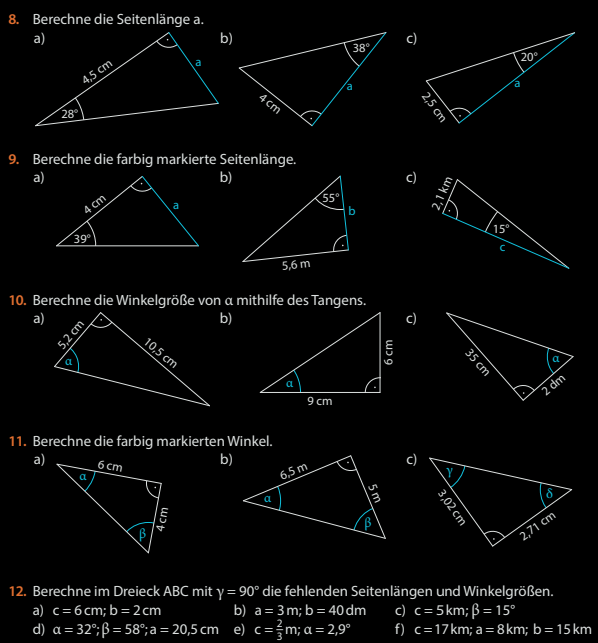 8. Berechne die Seitenlänge a.
a) b) c)
4,5 cm 28° a
38° 4 cm a
20° 2,5 cm a
9. Berechne die farbig markierte Seitenlänge.
a) b) c)
4 cm 39° a
55° b 5,6 m
2,1 km 15° c
10. Berechne die Winkelgröße von α mithilfe des Tangens.
a) b) c)
5,2 cm 10,5 cm α
α 6 cm 9 cm
35 cm α 2 dm
11. Berechne die farbig markierten Winkel.
a) b) c)
6 cm α β 4 cm
6,5 m α 5 m β
γ δ 3,02 cm 2,71 cm
12. Berechne im Dreieck ABC mit γ = 90° die fehlenden Seitenlängen und Winkelgrößen.
a) c = 6 cm; b = 2 cm b) a = 3 m; b = 40 dm c) c = 5 km; β = 15°
d) α = 32°; β = 58°; a = 20,5 cm e) c = 2/3 m; α = 2,9° f) c = 17 km; a = 8 km; b = 15 km